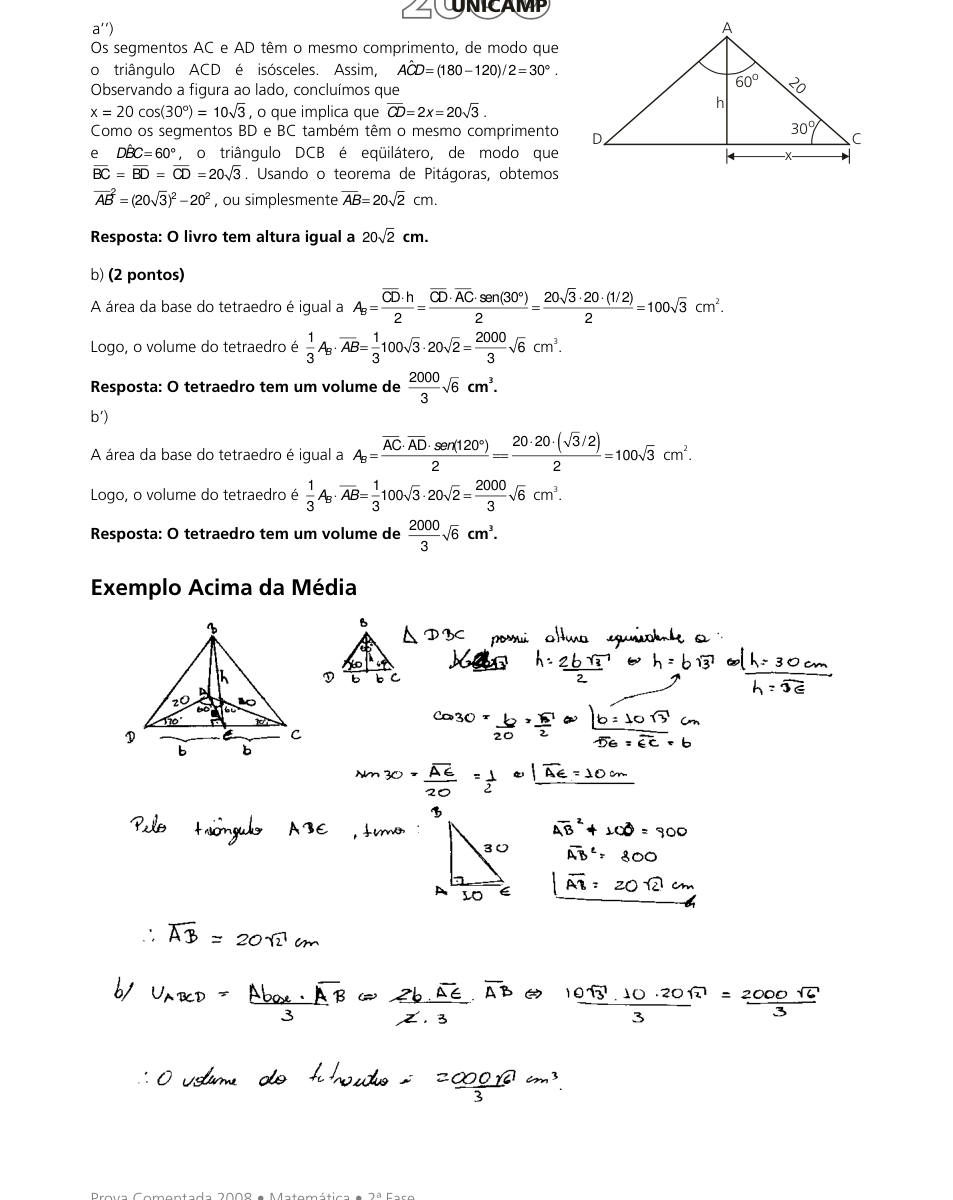 2008 UNICAMP
a’’)
Os segmentos AC e AD têm o mesmo comprimento, de modo que
o triângulo ACD é isósceles. Assim, AĈD = (180 − 120)/2 = 30° .
Observando a figura ao lado, concluímos que
x = 20 cos(30º) = 10√3 , o que implica que CD = 2x = 20√3 .
Como os segmentos BD e BC também têm o mesmo comprimento
e DB̂C = 60° , o triângulo DCB é eqüilátero, de modo que
BC = BD = CD = 20√3 . Usando o teorema de Pitágoras, obtemos
AB² = (20√3)² − 20² , ou simplesmente AB = 20√2 cm.
A
60º
20
h
30º
D
C
x
Resposta: O livro tem altura igual a 20√2 cm.
b) (2 pontos)
A área da base do tetraedro é igual a A_B = CD·h/2 = CD·AC·sen(30°)/2 = 20√3·20·(1/2)/2 = 100√3 cm².
Logo, o volume do tetraedro é 1/3 A_B · AB = 1/3 100√3·20√2 = 2000/3 √6 cm³.
Resposta: O tetraedro tem um volume de 2000/3 √6 cm³.
b’)
A área da base do tetraedro é igual a A_B = AC·AD·sen(120°)/2 = 20·20·(√3/2)/2 = 100√3 cm².
Logo, o volume do tetraedro é 1/3 A_B · AB = 1/3 100√3·20√2 = 2000/3 √6 cm³.
Resposta: O tetraedro tem um volume de 2000/3 √6 cm³.
Exemplo Acima da Média
B
h
20
A
D
E
C
b b
B
D b b C
Δ DBC possui altura equivalente a:
h = 2b√3/2 ⇔ h = b√3 ⇔ h = 30 cm
h = BE
cos 30 = b/20 = √3/2 ⇔ b = 10√3 cm
DE = EC = b
sin 30 = AE/20 = 1/2 ⇔ AE = 10 cm
Pelo triângulo ABE, temos:
B
30
A 10 E
AB² + 100 = 900
AB² = 800
AB = 20√2 cm
∴ AB = 20√2 cm
b/ V_ABCD = Abase · AB/3 ⇔ 2b · AE · AB/2 · 3 ⇔ 10√3 · 10 · 20√2/3 = 2000√6/3
∴ O volume do tetraedro é 2000√6/3 cm³.
Prova Comentada 2008 • Matemática • 2ª Fase